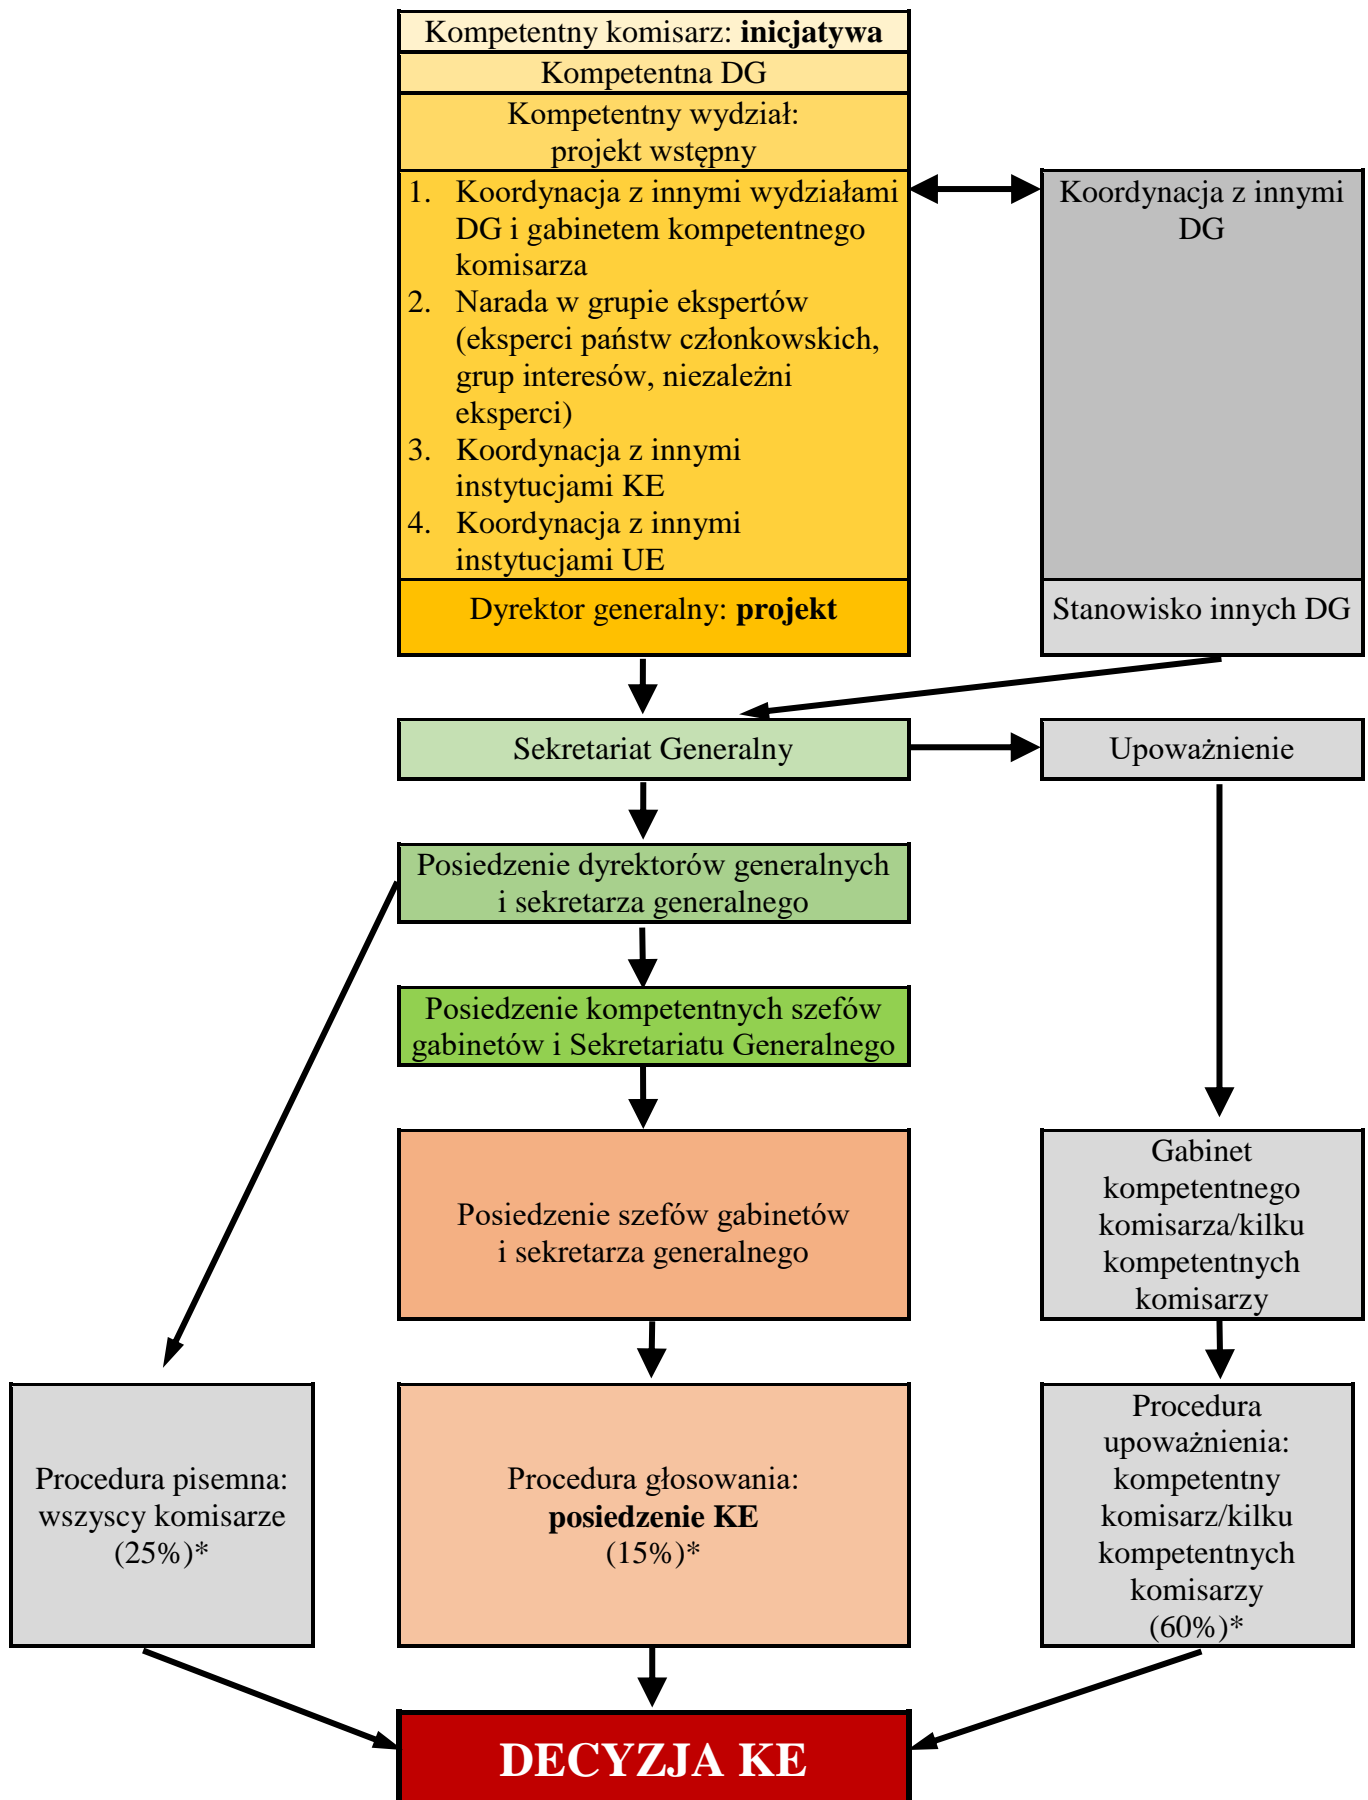 Kompetentny komisarz: inicjatywa
Kompetentna DG
Kompetentny wydział:
projekt wstępny
1. Koordynacja z innymi wydziałami
DG i gabinetem kompetentnego
komisarza
2. Narada w grupie ekspertów
(eksperci państw członkowskich,
grup interesów, niezależni
eksperci)
3. Koordynacja z innymi
instytucjami KE
4. Koordynacja z innymi
instytucjami UE
Dyrektor generalny: projekt
Koordynacja z innymi
DG
Stanowisko innych DG
Sekretariat Generalny
Upoważnienie
Posiedzenie dyrektorów generalnych
i sekretarza generalnego
Posiedzenie kompetentnych szefów
gabinetów i Sekretariatu Generalnego
Posiedzenie szefów gabinetów
i sekretarza generalnego
Gabinet
kompetentnego
komisarza/kilku
kompetentnych
komisarzy
Procedura pisemna:
wszyscy komisarze
(25%)*
Procedura głosowania:
posiedzenie KE
(15%)*
Procedura
upoważnienia:
kompetentny
komisarz/kilku
kompetentnych
komisarzy
(60%)*
DECYZJA KE